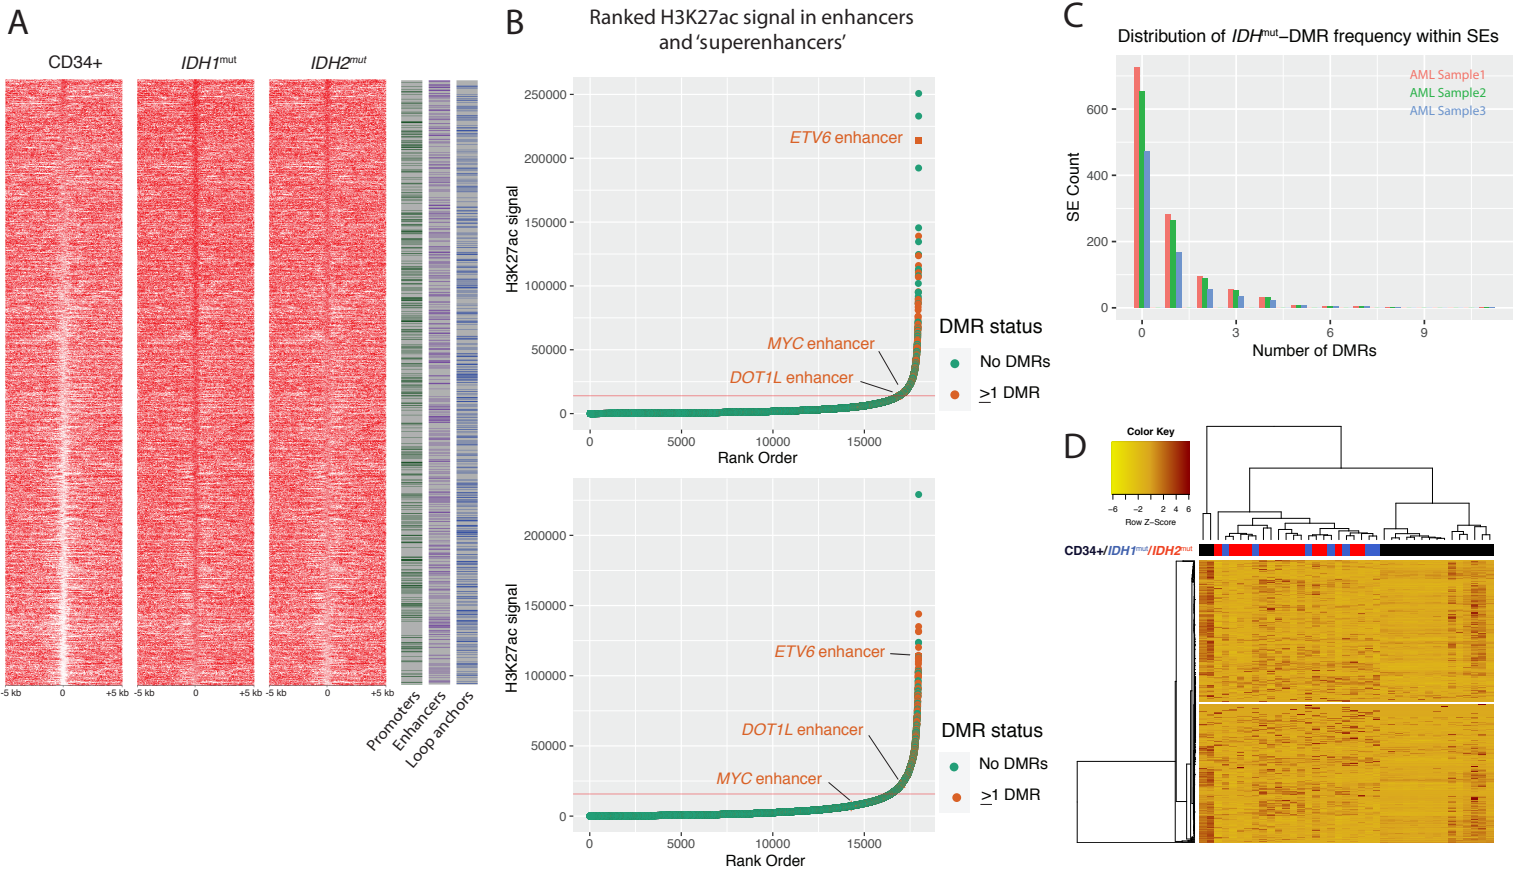 A
CD34+ IDH1mut IDH2mut
-5 kb 0 +5 kb -5 kb 0 +5 kb -5 kb 0 +5 kb
Promoters
Enhancers
Loop anchors
B
Ranked H3K27ac signal in enhancers
and ‘superenhancers’
H3K27ac signal
250000
200000
150000
100000
50000
0
ETV6 enhancer
MYC enhancer
DOT1L enhancer
0 5000 10000 15000
Rank Order
DMR status
No DMRs
≥1 DMR
H3K27ac signal
200000
150000
100000
50000
0
ETV6 enhancer
DOT1L enhancer
MYC enhancer
0 5000 10000 15000
Rank Order
DMR status
No DMRs
≥1 DMR
C
Distribution of IDHmut–DMR frequency within SEs
AML Sample1
AML Sample2
AML Sample3
SE Count
600
400
200
0
0 3 6 9
Number of DMRs
D
Color Key
−6 −2 2 4 6
Row Z−Score
CD34+/IDH1mut/IDH2mut